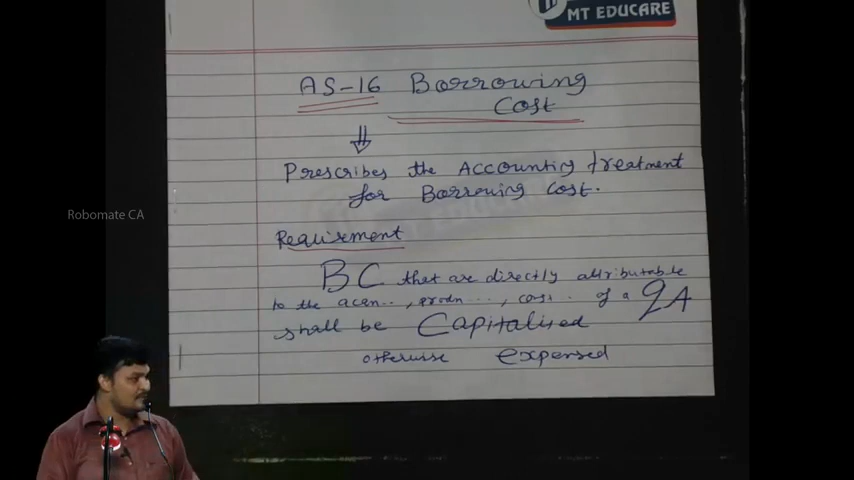 MT EDUCARE
AS-16 Borrowing
Cost
Prescribes the Accounting treatment
for Borrowing cost.
Requirement
BC that are directly attributable
to the acqn.., prodn...., const. of a QA
shall be Capitalised
otherwise expensed
Robomate CA